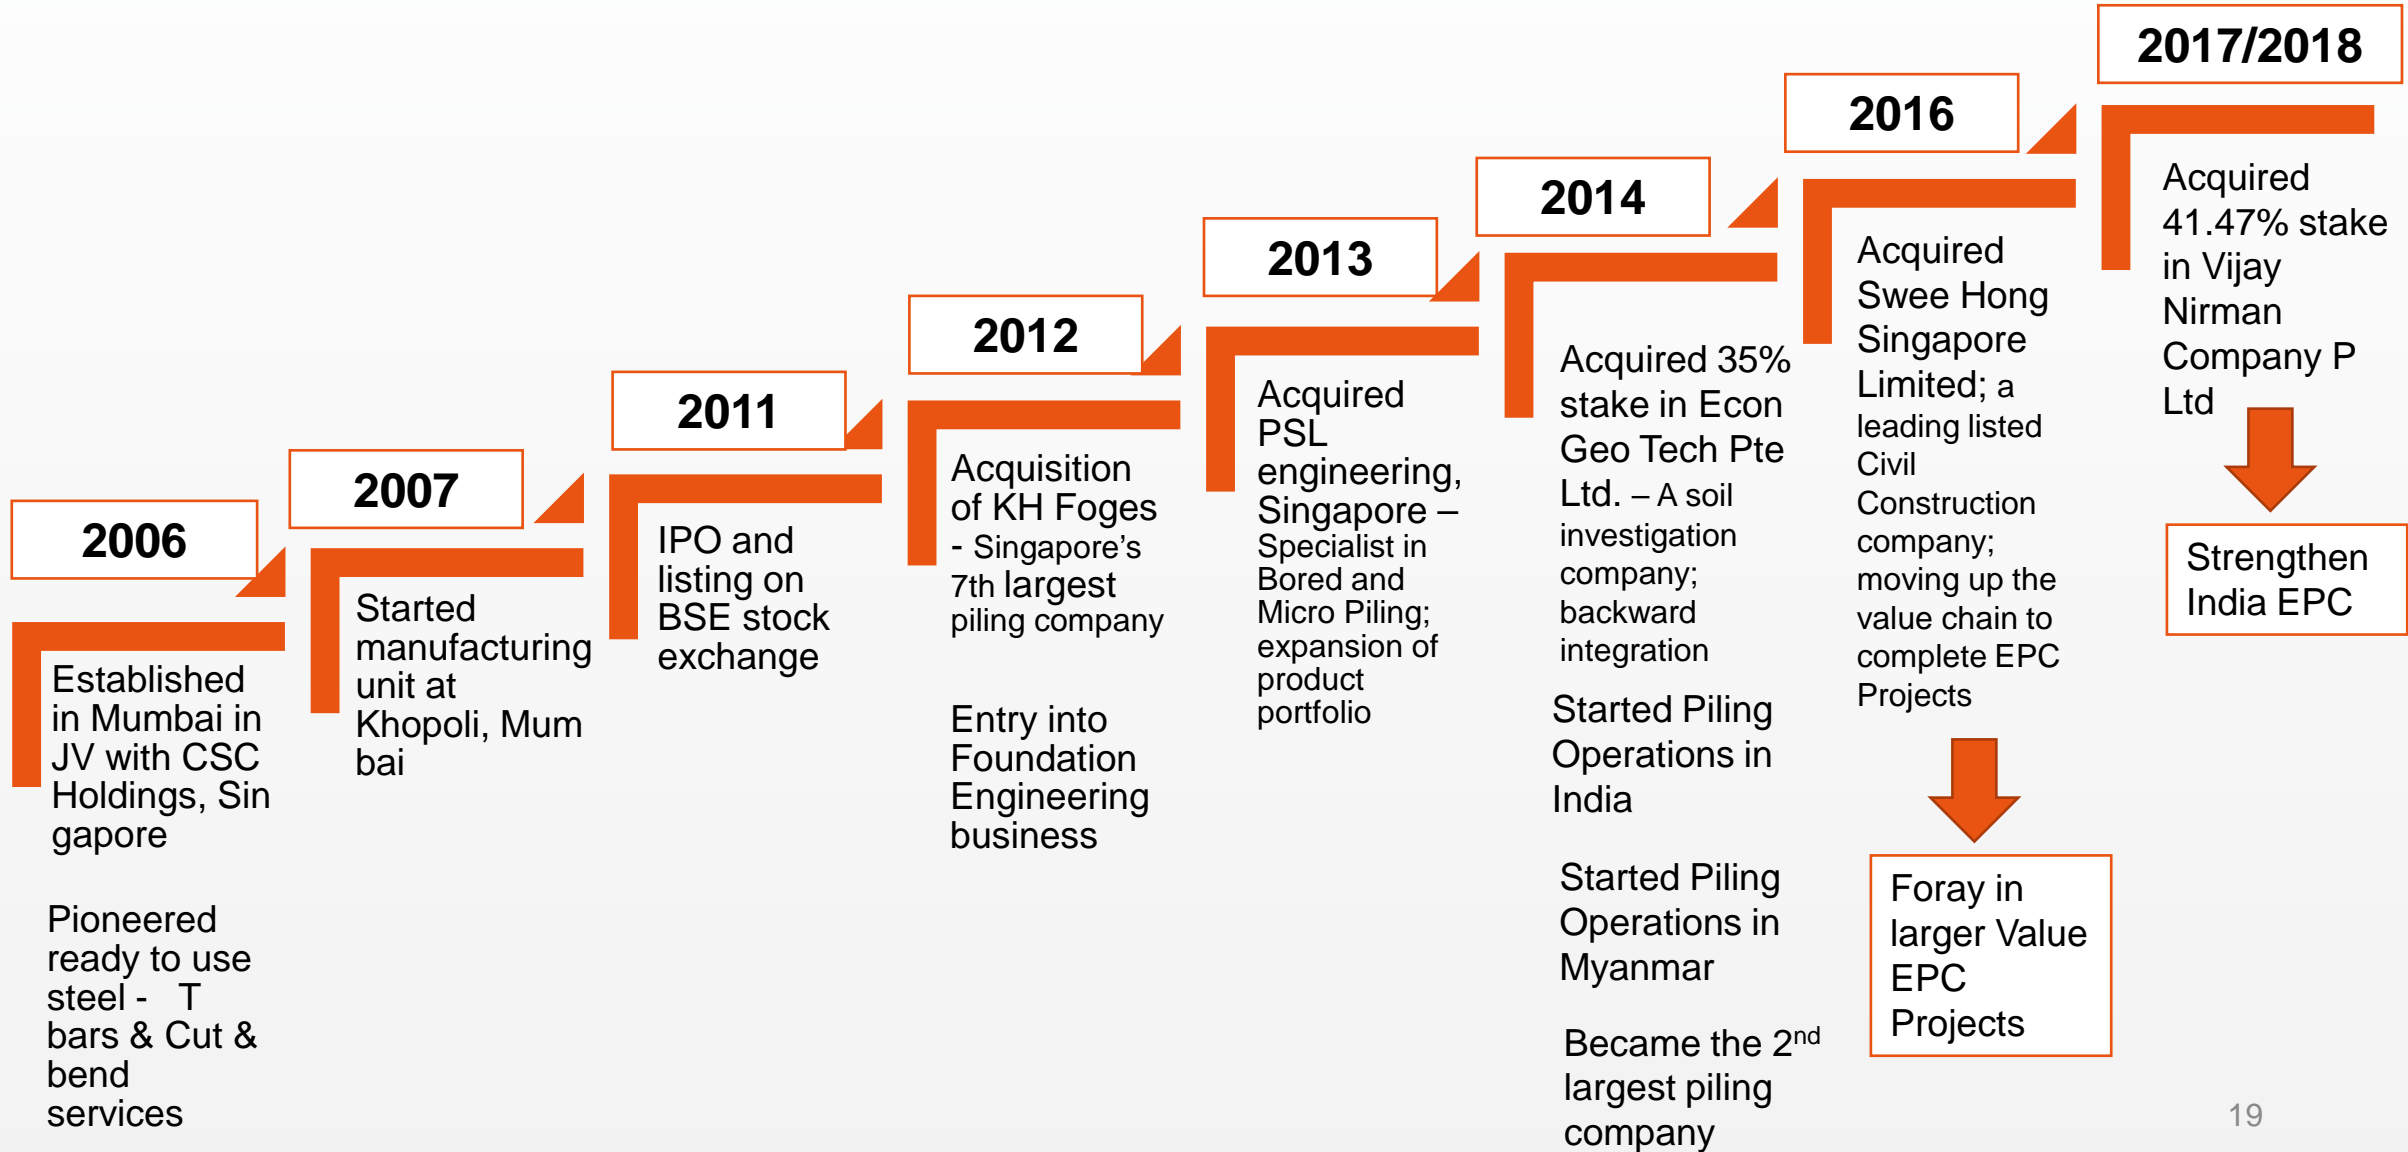 2006
Established
in Mumbai in
JV with CSC
Holdings, Sin
gapore
Pioneered
ready to use
steel - T
bars & Cut &
bend
services
2007
Started
manufacturing
unit at
Khopoli, Mum
bai
2011
IPO and
listing on
BSE stock
exchange
2012
Acquisition
of KH Foges
- Singapore’s
7th largest
piling company
Entry into
Foundation
Engineering
business
2013
Acquired
PSL
engineering,
Singapore –
Specialist in
Bored and
Micro Piling;
expansion of
product
portfolio
2014
Acquired 35%
stake in Econ
Geo Tech Pte
Ltd. – A soil
investigation
company;
backward
integration
Started Piling
Operations in
India
Started Piling
Operations in
Myanmar
Became the 2nd
largest piling
company
2016
Acquired
Swee Hong
Singapore
Limited; a
leading listed
Civil
Construction
company;
moving up the
value chain to
complete EPC
Projects
Foray in
larger Value
EPC
Projects
2017/2018
Acquired
41.47% stake
in Vijay
Nirman
Company P
Ltd
Strengthen
India EPC
19